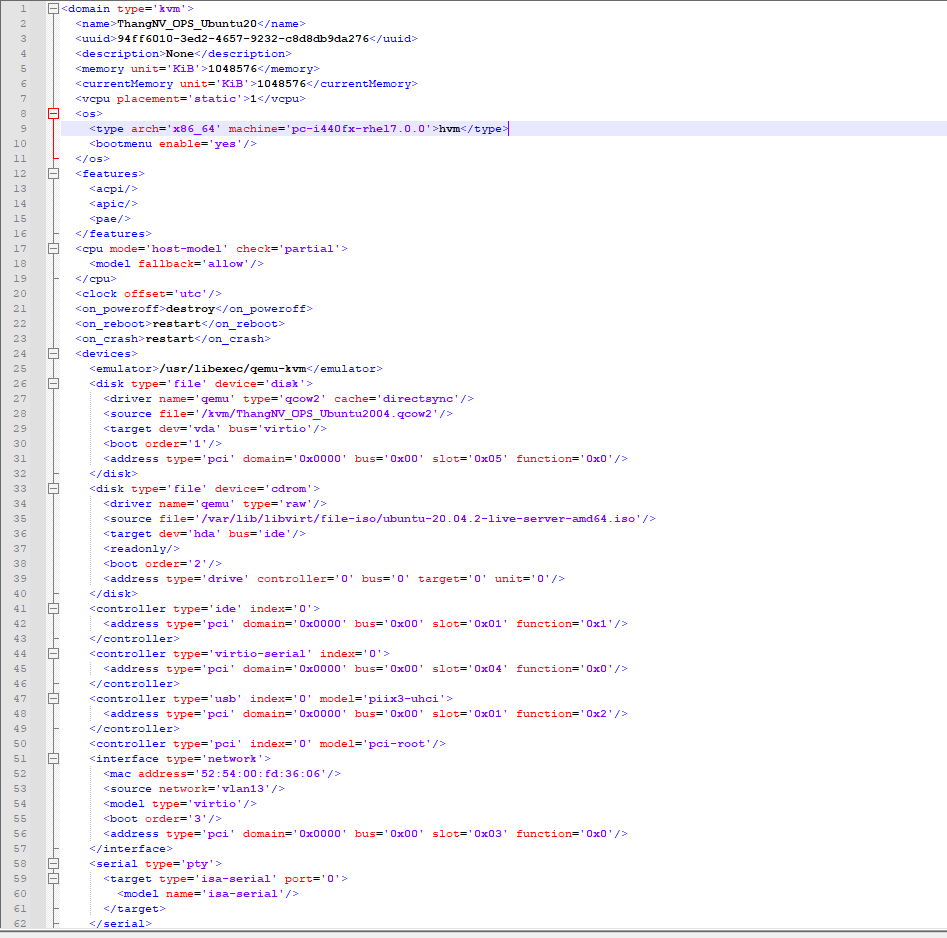 1 <domain type='kvm'>
2 <name>ThangNV_OPS_Ubuntu20</name>
3 <uuid>94ff6010-3ed2-4657-9232-c8d8db9da276</uuid>
4 <description>None</description>
5 <memory unit='KiB'>1048576</memory>
6 <currentMemory unit='KiB'>1048576</currentMemory>
7 <vcpu placement='static'>1</vcpu>
8 <os>
9 <type arch='x86_64' machine='pc-i440fx-rhel7.0.0'>hvm</type>
10 <bootmenu enable='yes'/>
11 </os>
12 <features>
13 <acpi/>
14 <apic/>
15 <pae/>
16 </features>
17 <cpu mode='host-model' check='partial'>
18 <model fallback='allow'/>
19 </cpu>
20 <clock offset='utc'/>
21 <on_poweroff>destroy</on_poweroff>
22 <on_reboot>restart</on_reboot>
23 <on_crash>restart</on_crash>
24 <devices>
25 <emulator>/usr/libexec/qemu-kvm</emulator>
26 <disk type='file' device='disk'>
27 <driver name='qemu' type='qcow2' cache='directsync'/>
28 <source file='/kvm/ThangNV_OPS_Ubuntu2004.qcow2'/>
29 <target dev='vda' bus='virtio'/>
30 <boot order='1'/>
31 <address type='pci' domain='0x0000' bus='0x00' slot='0x05' function='0x0'/>
32 </disk>
33 <disk type='file' device='cdrom'>
34 <driver name='qemu' type='raw'/>
35 <source file='/var/lib/libvirt/file-iso/ubuntu-20.04.2-live-server-amd64.iso'/>
36 <target dev='hda' bus='ide'/>
37 <readonly/>
38 <boot order='2'/>
39 <address type='drive' controller='0' bus='0' target='0' unit='0'/>
40 </disk>
41 <controller type='ide' index='0'>
42 <address type='pci' domain='0x0000' bus='0x00' slot='0x01' function='0x1'/>
43 </controller>
44 <controller type='virtio-serial' index='0'>
45 <address type='pci' domain='0x0000' bus='0x00' slot='0x04' function='0x0'/>
46 </controller>
47 <controller type='usb' index='0' model='piix3-uhci'>
48 <address type='pci' domain='0x0000' bus='0x00' slot='0x01' function='0x2'/>
49 </controller>
50 <controller type='pci' index='0' model='pci-root'/>
51 <interface type='network'>
52 <mac address='52:54:00:fd:36:06'/>
53 <source network='vlan13'/>
54 <model type='virtio'/>
55 <boot order='3'/>
56 <address type='pci' domain='0x0000' bus='0x00' slot='0x03' function='0x0'/>
57 </interface>
58 <serial type='pty'>
59 <target type='isa-serial' port='0'>
60 <model name='isa-serial'/>
61 </target>
62 </serial>